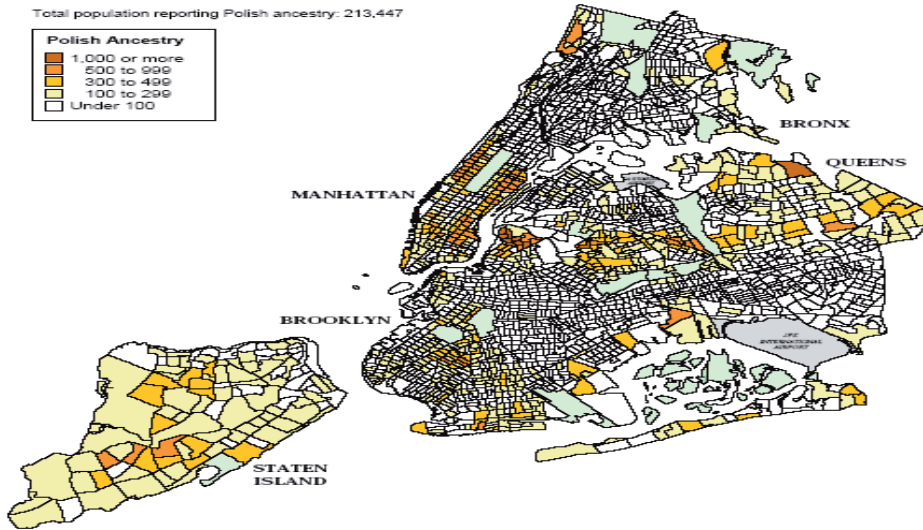 Total population reporting Polish ancestry: 213,447
Polish Ancestry
1,000 or more
500 to 999
300 to 499
100 to 299
Under 100
BRONX
QUEENS
MANHATTAN
BROOKLYN
JFK
INTERNATIONAL
AIRPORT
STATEN
ISLAND